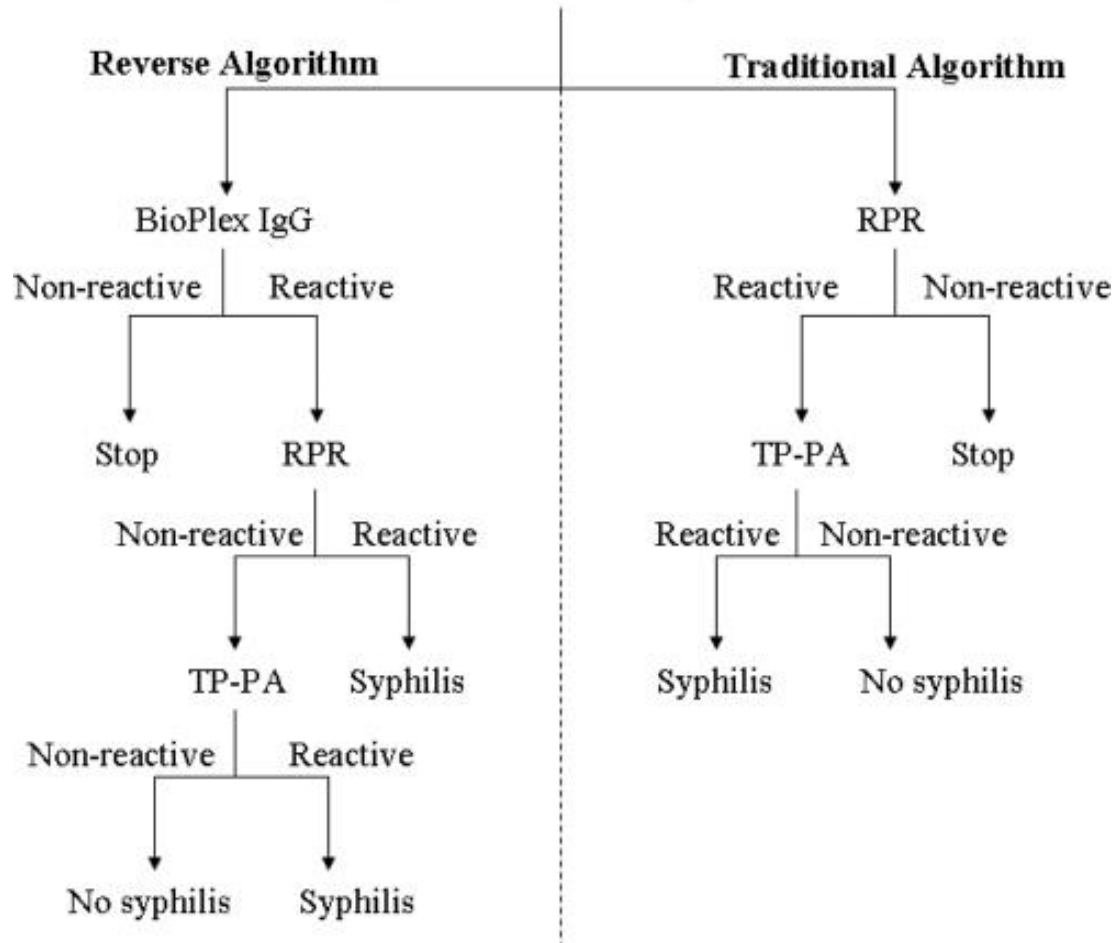 Reverse Algorithm
Traditional Algorithm
BioPlex IgG
RPR
Non-reactive Reactive
Reactive Non-reactive
Stop RPR
TP-PA Stop
Non-reactive Reactive
Reactive Non-reactive
TP-PA Syphilis
Syphilis No syphilis
Non-reactive Reactive
No syphilis Syphilis